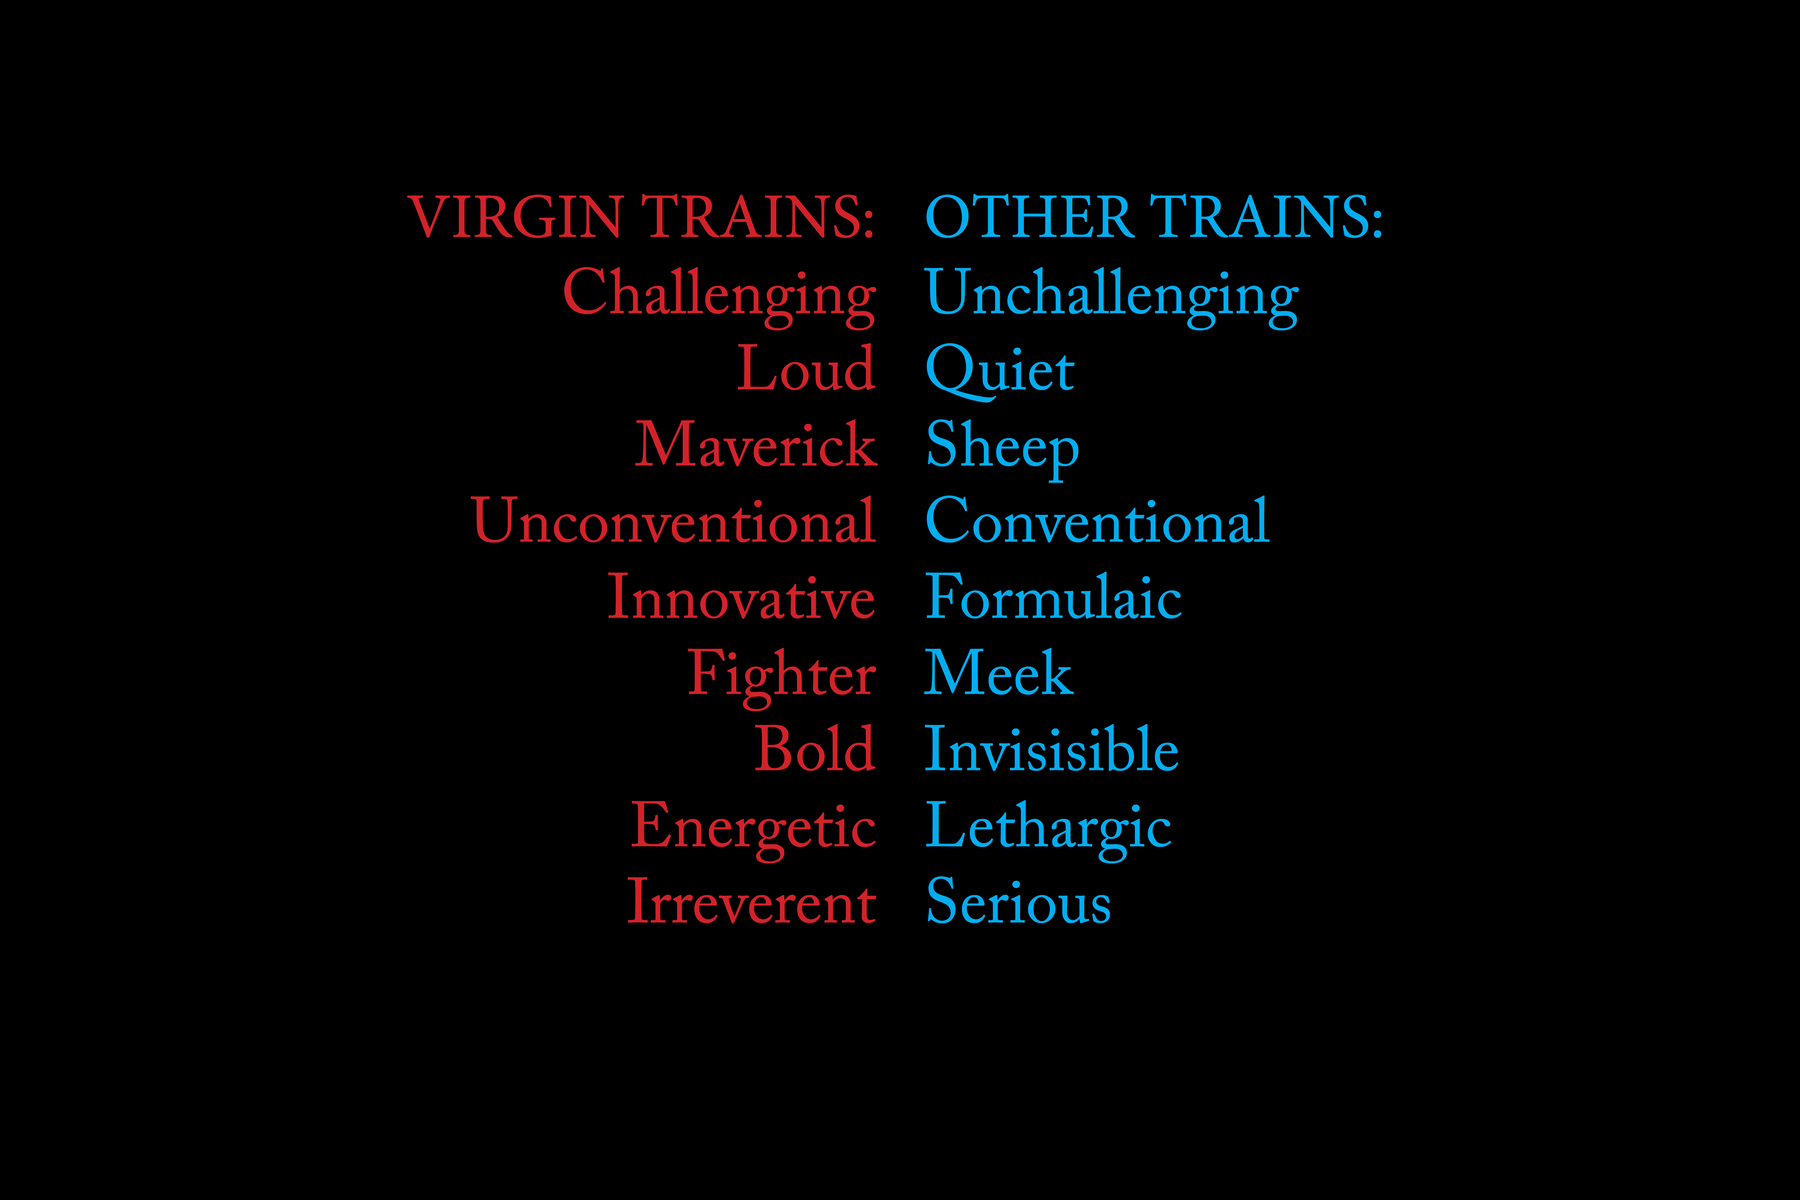 VIRGIN TRAINS: OTHER TRAINS:
Challenging Unchallenging
Loud Quiet
Maverick Sheep
Unconventional Conventional
Innovative Formulaic
Fighter Meek
Bold Invisisible
Energetic Lethargic
Irreverent Serious